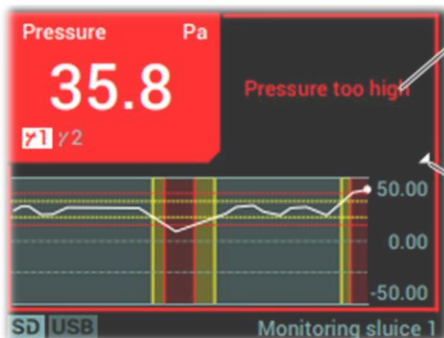 Pressure Pa
35.8
γ1 γ2
Pressure too high
50.00
0.00
-50.00
SD USB
Monitoring sluice 1